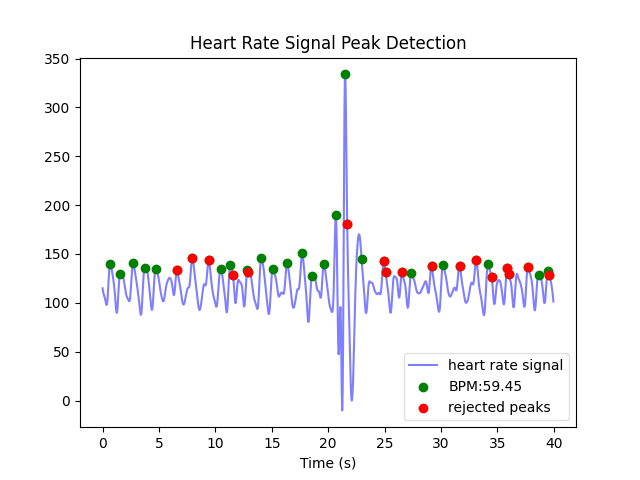 Heart Rate Signal Peak Detection
350
300
250
200
150
100
50
0
heart rate signal
BPM:59.45
rejected peaks
0 5 10 15 20 25 30 35 40
Time (s)